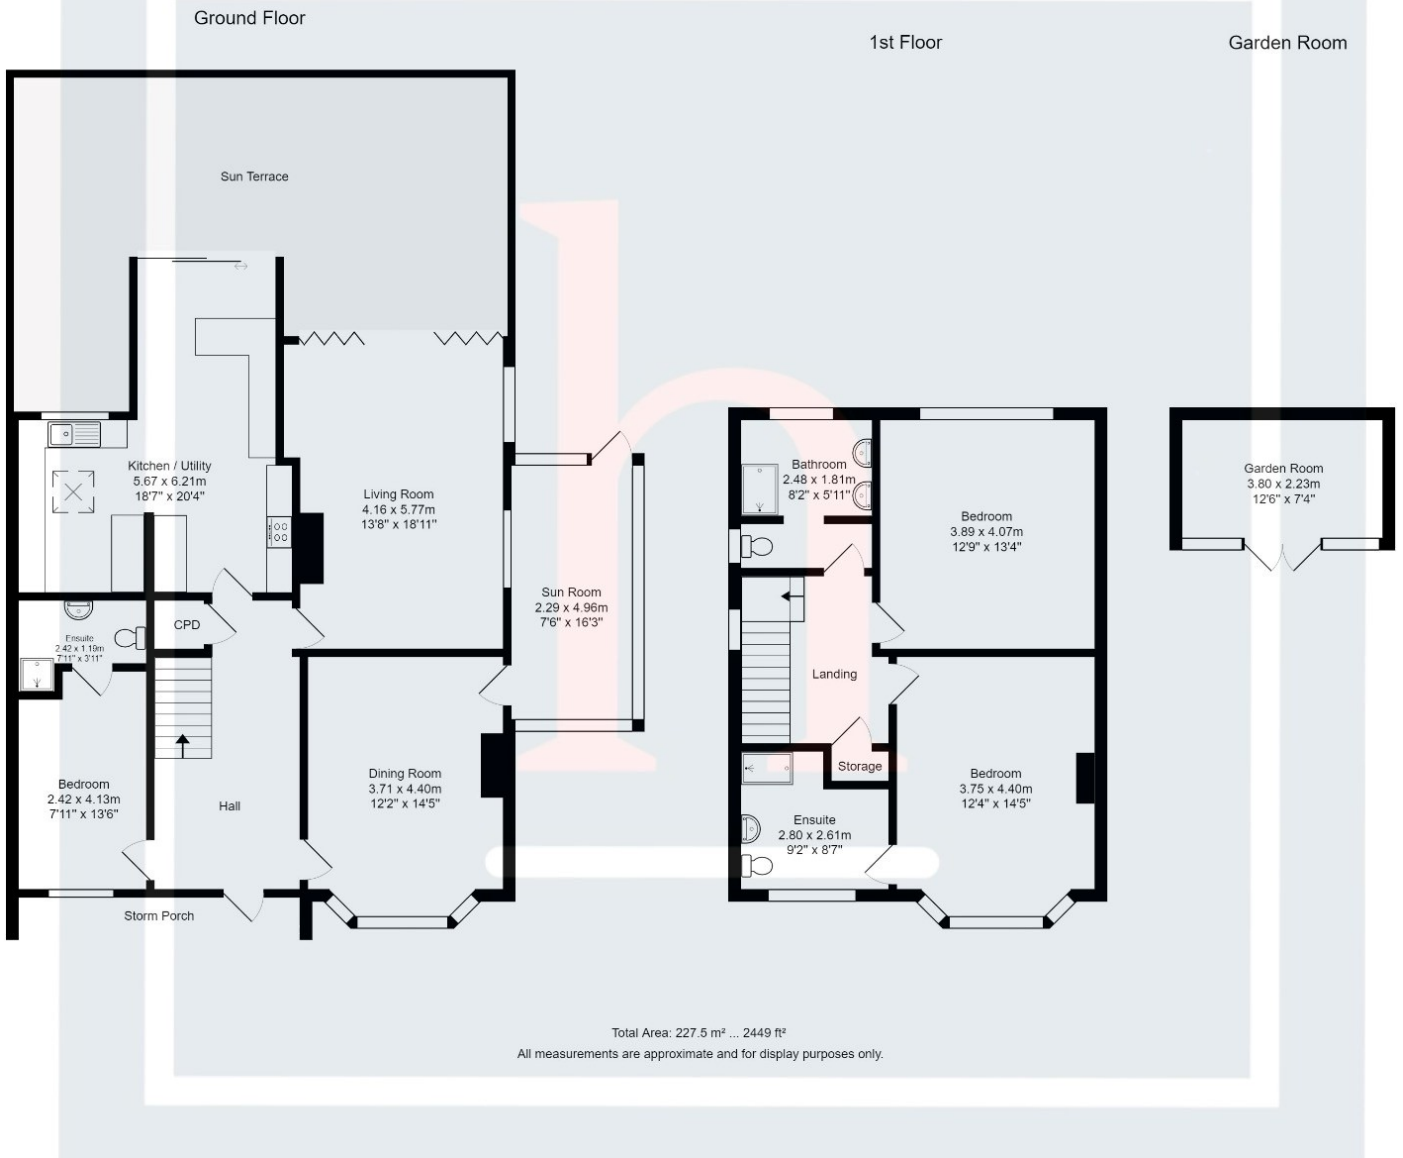 Ground Floor
1st Floor
Garden Room
Sun Terrace
Kitchen / Utility
5.67 x 6.21m
18'7" x 20'4"
Living Room
4.16 x 5.77m
13'8" x 18'11"
Sun Room
2.29 x 4.96m
7'6" x 16'3"
CPD
Ensuite
2.42 x 1.19m
7'11" x 3'11"
Bedroom
2.42 x 4.13m
7'11" x 13'6"
Hall
Dining Room
3.71 x 4.40m
12'2" x 14'5"
Storm Porch
Bathroom
2.48 x 1.81m
8'2" x 5'11"
Bedroom
3.89 x 4.07m
12'9" x 13'4"
Landing
Storage
Ensuite
2.80 x 2.61m
9'2" x 8'7"
Bedroom
3.75 x 4.40m
12'4" x 14'5"
Garden Room
3.80 x 2.23m
12'6" x 7'4"
h
Total Area: 227.5 m² ... 2449 ft²
All measurements are approximate and for display purposes only.